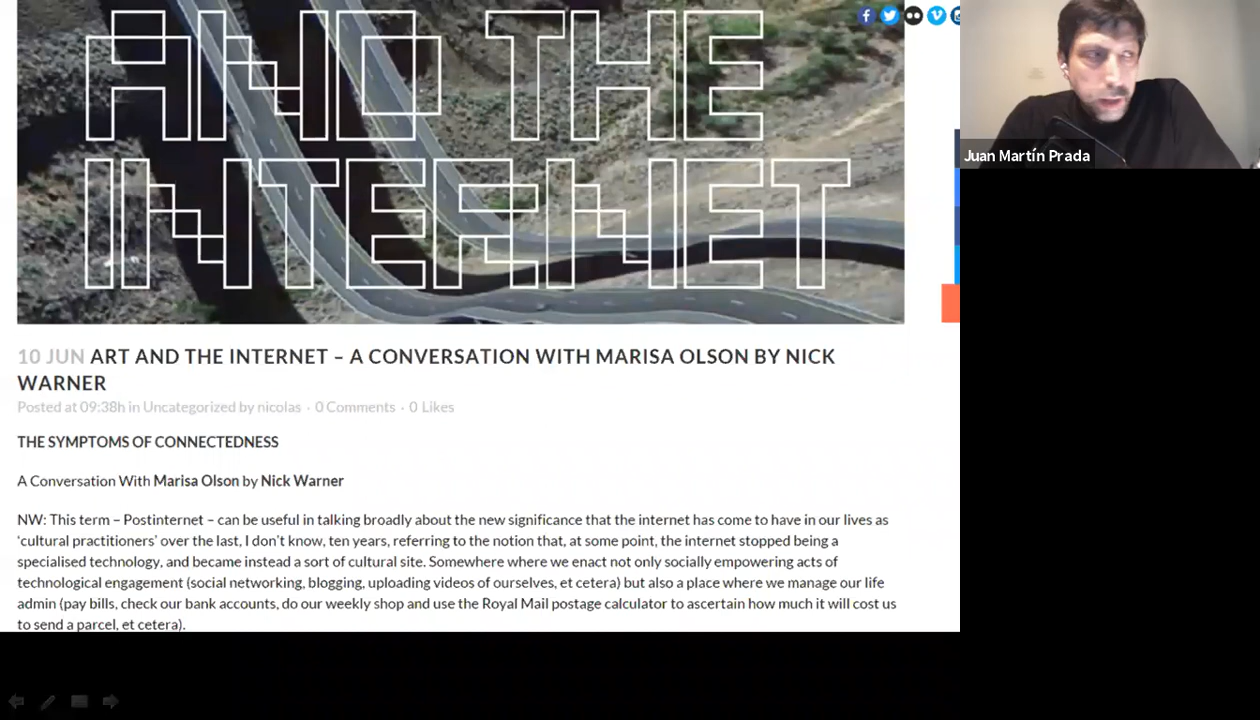 AND THE
INTERNET
Juan Martín Prada
10 JUN ART AND THE INTERNET – A CONVERSATION WITH MARISA OLSON BY NICK
WARNER
Posted at 09:38h in Uncategorized by nicolas · 0 Comments · 0 Likes
THE SYMPTOMS OF CONNECTEDNESS
A Conversation With Marisa Olson by Nick Warner
NW: This term – Postinternet – can be useful in talking broadly about the new significance that the internet has come to have in our lives as
‘cultural practitioners’ over the last, I don’t know, ten years, referring to the notion that, at some point, the internet stopped being a
specialised technology, and became instead a sort of cultural site. Somewhere where we enact not only socially empowering acts of
technological engagement (social networking, blogging, uploading videos of ourselves, et cetera) but also a place where we manage our life
admin (pay bills, check our bank accounts, do our weekly shop and use the Royal Mail postage calculator to ascertain how much it will cost us
to send a parcel, et cetera).